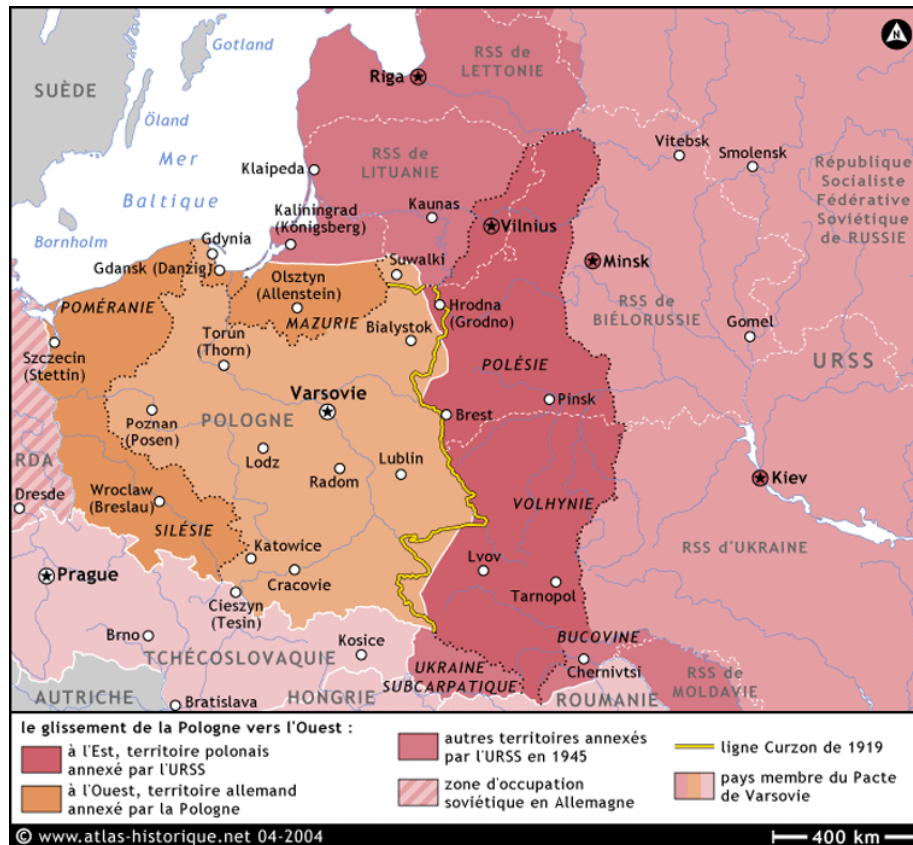 Gotland
N
RSS de
LETTONIE
Riga
SUÈDE
Öland
Mer
Baltique
Vitebsk
Smolensk
RSS de
LITUANIE
Klaipeda
République
Socialiste
Fédérative
Soviétique
de RUSSIE
Kaunas
Kaliningrad
(Königsberg)
Vilnius
Bornholm
Gdynia
Gdansk (Danzig)
Suwalki
Minsk
Olsztyn
(Allenstein)
MAZURIE
POMÉRANIE
Hrodna
(Grodno)
RSS de
BIÉLORUSSIE
Gomel
Szczecin
(Stettin)
Torun
(Thorn)
Bialystok
URSS
POLÉSIE
Varsovie
Pinsk
Poznan
(Posen)
POLOGNE
Brest
RDA
Lodz
Radom
Lublin
Kiev
Dresde
Wroclaw
(Breslau)
SILÉSIE
VOLHYNIE
RSS d'UKRAINE
Katowice
Cracovie
Lvov
Tarnopol
Prague
Cieszyn
(Tesin)
Brno
Kosice
TCHÉCOSLOVAQUIE
BUCOVINE
Chernivtsi
UKRAINE
SUBCARPATIQUE
RSS de
MOLDAVIE
AUTRICHE
Bratislava
HONGRIE
ROUMANIE
le glissement de la Pologne vers l'Ouest :
à l'Est, territoire polonais
annexé par l'URSS
à l'Ouest, territoire allemand
annexé par la Pologne
autres territoires annexés
par l'URSS en 1945
zone d'occupation
soviétique en Allemagne
ligne Curzon de 1919
pays membre du Pacte
de Varsovie
© www.atlas-historique.net 04-2004
400 km